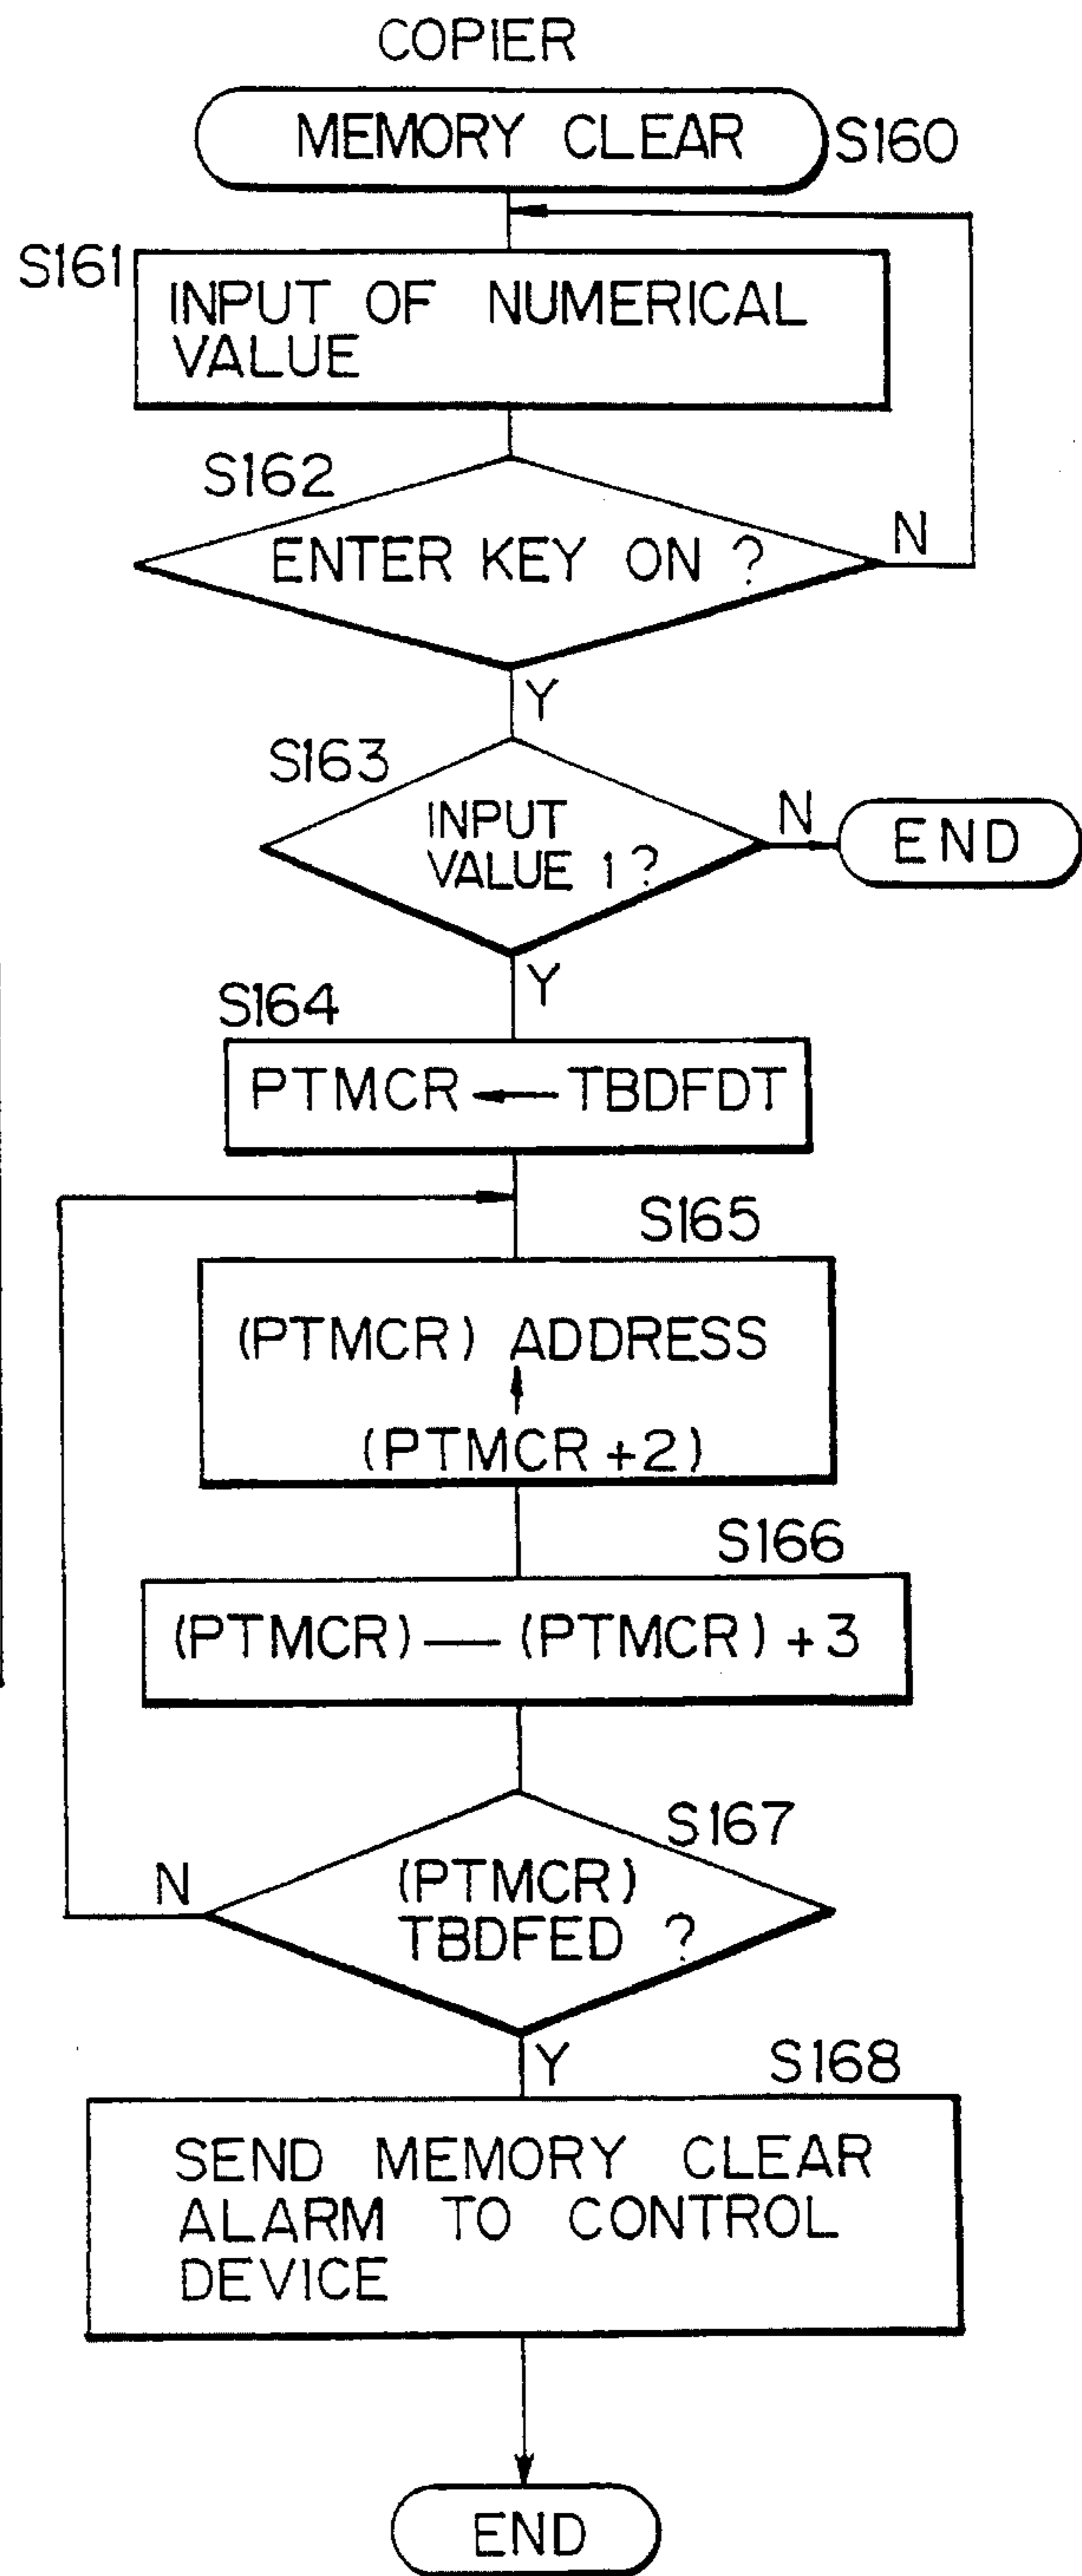 COPIER
MEMORY CLEAR
S160
S161
INPUT OF NUMERICAL
VALUE
S162
ENTER KEY ON ?
N
Y
S163
INPUT
VALUE 1 ?
N
END
Y
S164
PTMCR ← TBDFDT
S165
(PTMCR) ADDRESS
↑
(PTMCR +2)
S166
(PTMCR) — (PTMCR) +3
S167
(PTMCR)
TBDFED ?
N
Y
S168
SEND MEMORY CLEAR
ALARM TO CONTROL
DEVICE
END